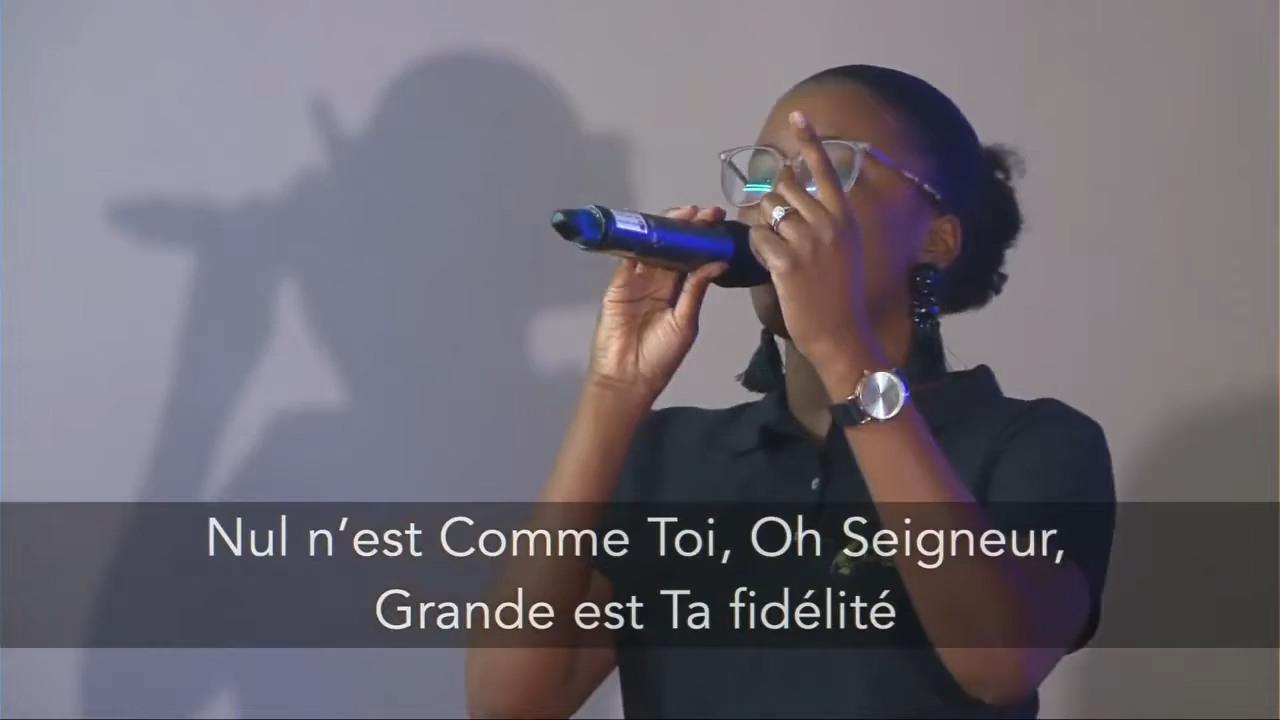 Nul n’est Comme Toi, Oh Seigneur,
Grande est Ta fidélité